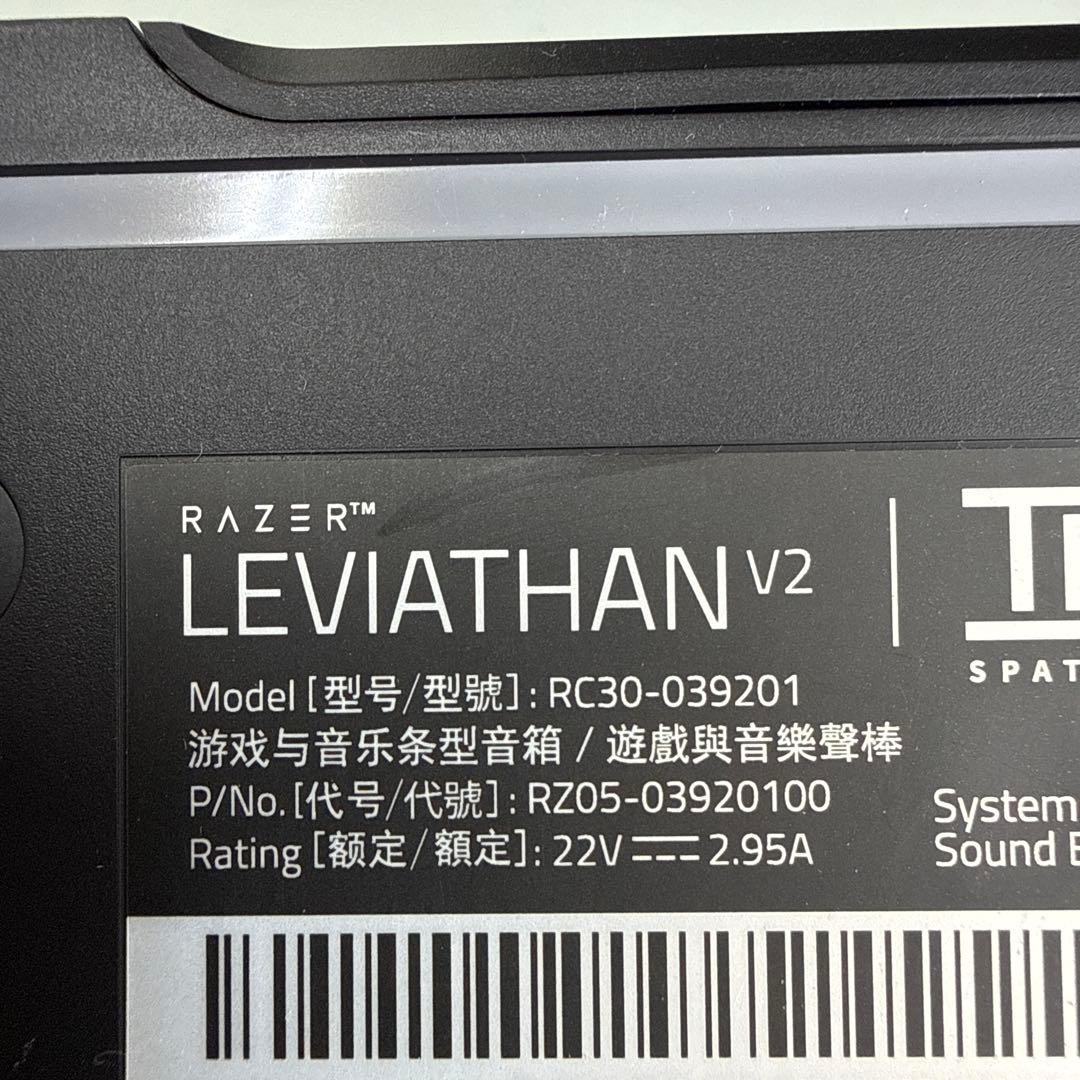 RAZER™
LEVIATHAN V2
Model [型号/型號]: RC30-039201
游戏与音乐条型音箱 / 遊戲與音樂聲棒
P/No. [代号/代號]: RZ05-03920100
Rating [额定/額定]: 22V ⎓ 2.95A
SPAT
System
Sound